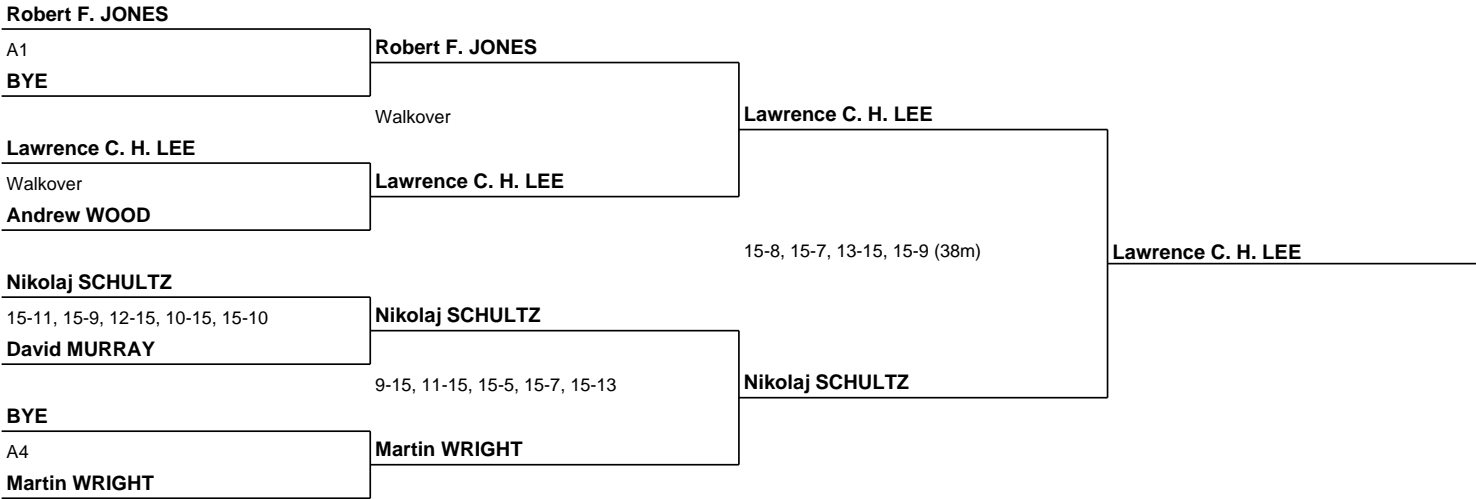 Robert F. JONES
A1
BYE
Robert F. JONES
Walkover
Lawrence C. H. LEE
Lawrence C. H. LEE
Walkover
Andrew WOOD
Lawrence C. H. LEE
15-8, 15-7, 13-15, 15-9 (38m)
Lawrence C. H. LEE
Nikolaj SCHULTZ
15-11, 15-9, 12-15, 10-15, 15-10
David MURRAY
Nikolaj SCHULTZ
9-15, 11-15, 15-5, 15-7, 15-13
Nikolaj SCHULTZ
BYE
A4
Martin WRIGHT
Martin WRIGHT